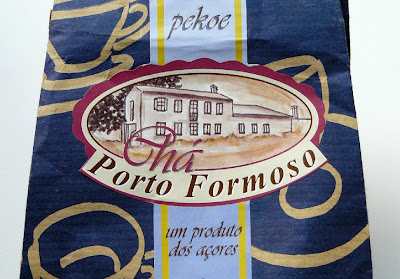 pekoe
Chá
Porto Formoso
um produto
dos açores